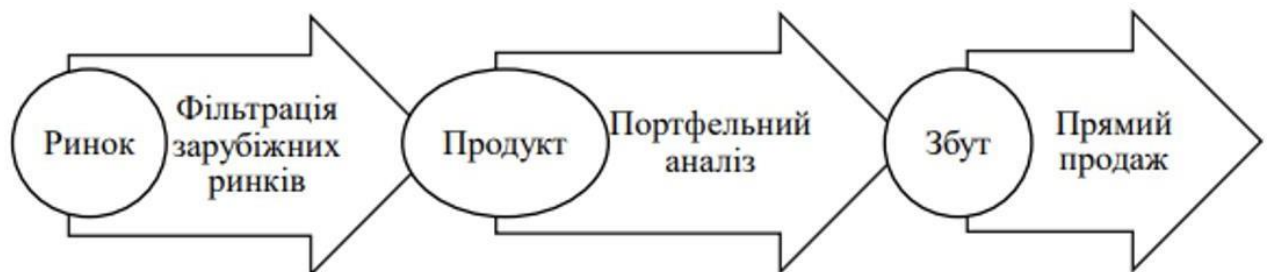 Ринок
Фільтрація
зарубіжних
ринків
Продукт
Портфельний
аналіз
Збут
Прямий
продаж